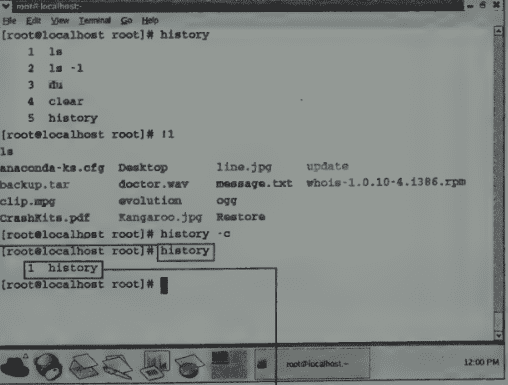 root@localhost:~
File Edit View Terminal Go Help
[root@localhost root]# history
1 ls
2 ls -l
3 du
4 clear
5 history
[root@localhost root]# !1
ls
anaconda-ks.cfg Desktop line.jpg update
backup.tar doctor.wav message.txt whois-1.0.10-4.i386.rpm
clip.mpg evolution ogg
CrashKits.pdf Kangaroo.jpg Restore
[root@localhost root]# history -c
[root@localhost root]# history
1 history
[root@localhost root]#
root@localhost:~
12:00 PM